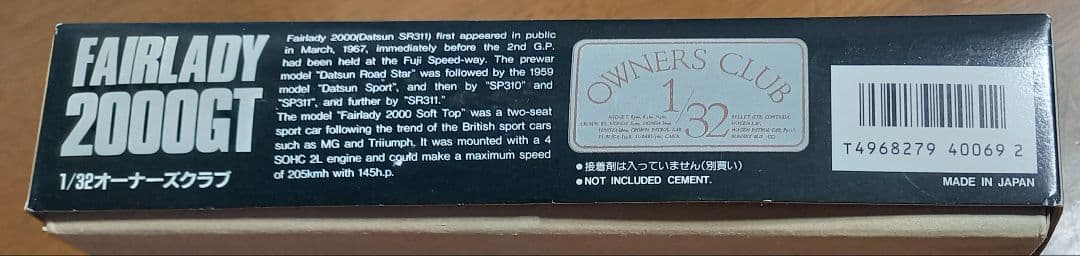 FAIRLADY
2000GT
1/32オーナーズクラブ
Fairlady 2000(Datsun SR311) first appeared in public
in March, 1967, immediately before the 2nd G.P.
had been held at the Fuji Speed-way. The prewar
model "Datsun Road Star" was followed by the 1959
model "Datsun Sport", and then by "SP310" and
"SP311", and further by "SR311."
The model "Fairlady 2000 Soft Top" was a two-seat
sport car following the trend of the British sport cars
such as MG and Triiumph. It was mounted with a 4
SOHC 2L engine and could make a maximum speed
of 205kmh with 145h.p.
OWNERS CLUB
1/32
●接着剤は入っていません(別買い)
●NOT INCLUDED CEMENT.
T4968279 40069 2
MADE IN JAPAN